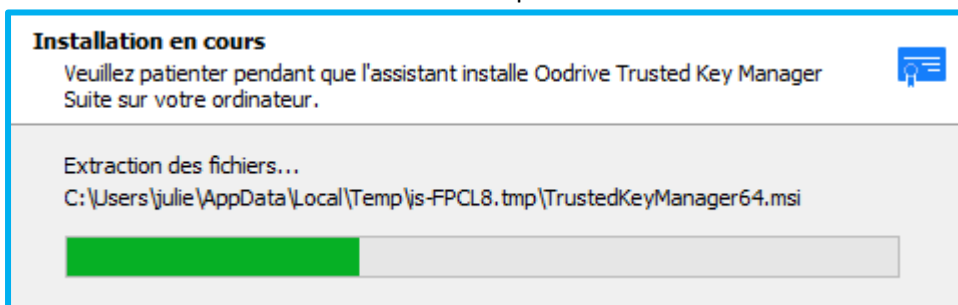 Installation en cours
Veuillez patienter pendant que l'assistant installe Oodrive Trusted Key Manager
Suite sur votre ordinateur.
Extraction des fichiers...
C:\Users\julie\AppData\Local\Temp\is-FPCL8.tmp\TrustedKeyManager64.msi